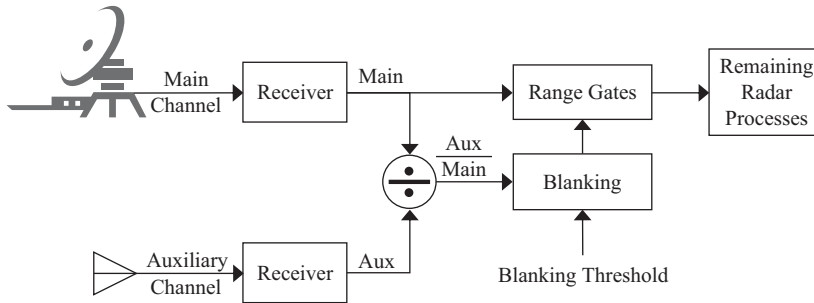 Main
Channel
Receiver
Main
Range Gates
Remaining
Radar
Processes
Aux
Main
Blanking
Auxiliary
Channel
Receiver
Aux
Blanking Threshold